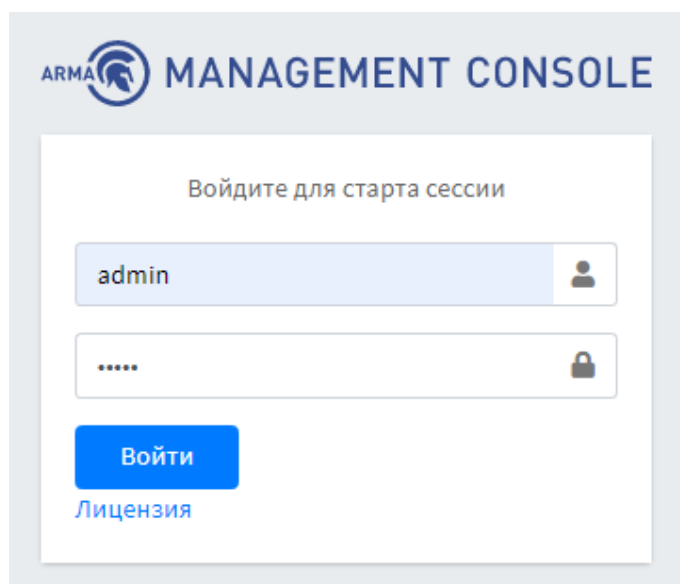 ARMA MANAGEMENT CONSOLE
Войдите для старта сессии
admin
•••••
Войти
Лицензия